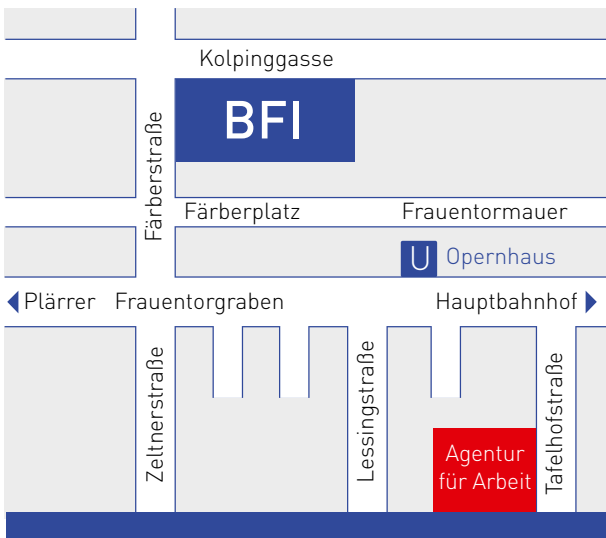 Kolpinggasse
BFI
Färberstraße
Färberplatz
Frauentormauer
U Opernhaus
Plärrer
Frauentorgraben
Hauptbahnhof
Zeltnerstraße
Lessingstraße
Tafelhofstraße
Agentur
für Arbeit